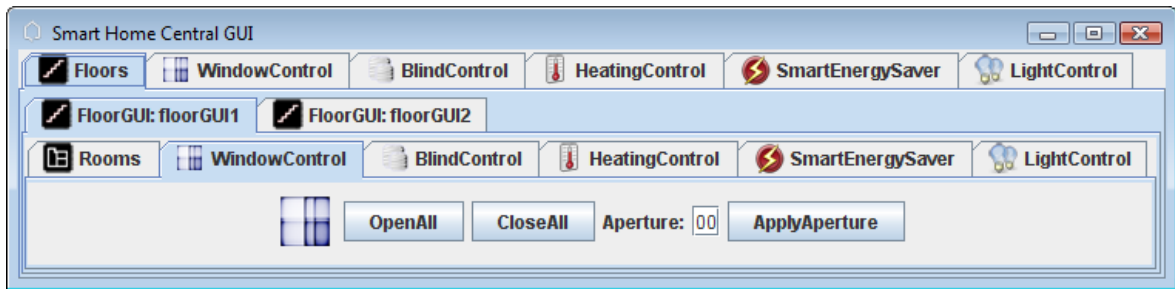 Smart Home Central GUI
Floors WindowControl BlindControl HeatingControl SmartEnergySaver LightControl
FloorGUI: floorGUI1 FloorGUI: floorGUI2
Rooms WindowControl BlindControl HeatingControl SmartEnergySaver LightControl
OpenAll CloseAll Aperture: 00 ApplyAperture